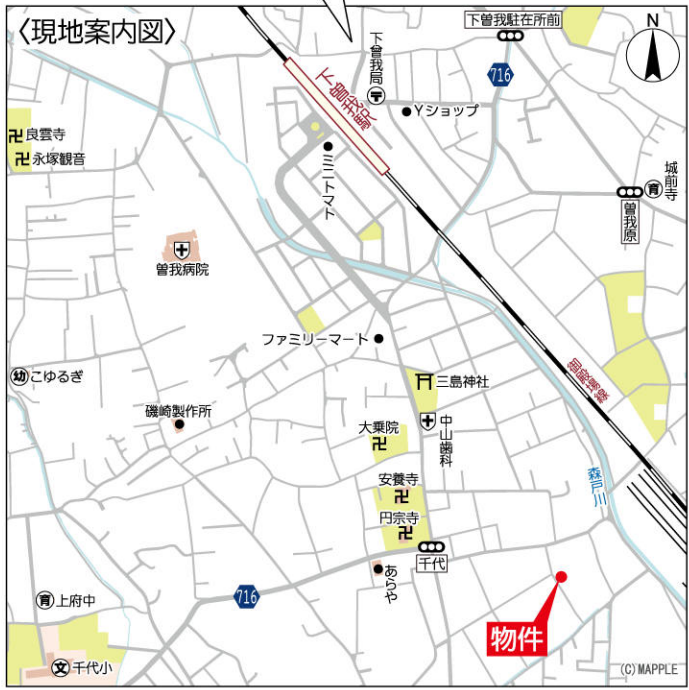 〈現地案内図〉
下曽我駐在所前
N
下曽我局
716
下曽我駅
Yショップ
良雲寺
永塚観音
ミニトマト
城前寺
育
曽我原
曽我病院
ファミリーマート
御殿場線
幼 こゆるぎ
三島神社
磯崎製作所
大乗院
中山歯科
安養寺
森戸川
円宗寺
千代
あらや
716
育 上府中
物件
文 千代小
(C)MAPPLE